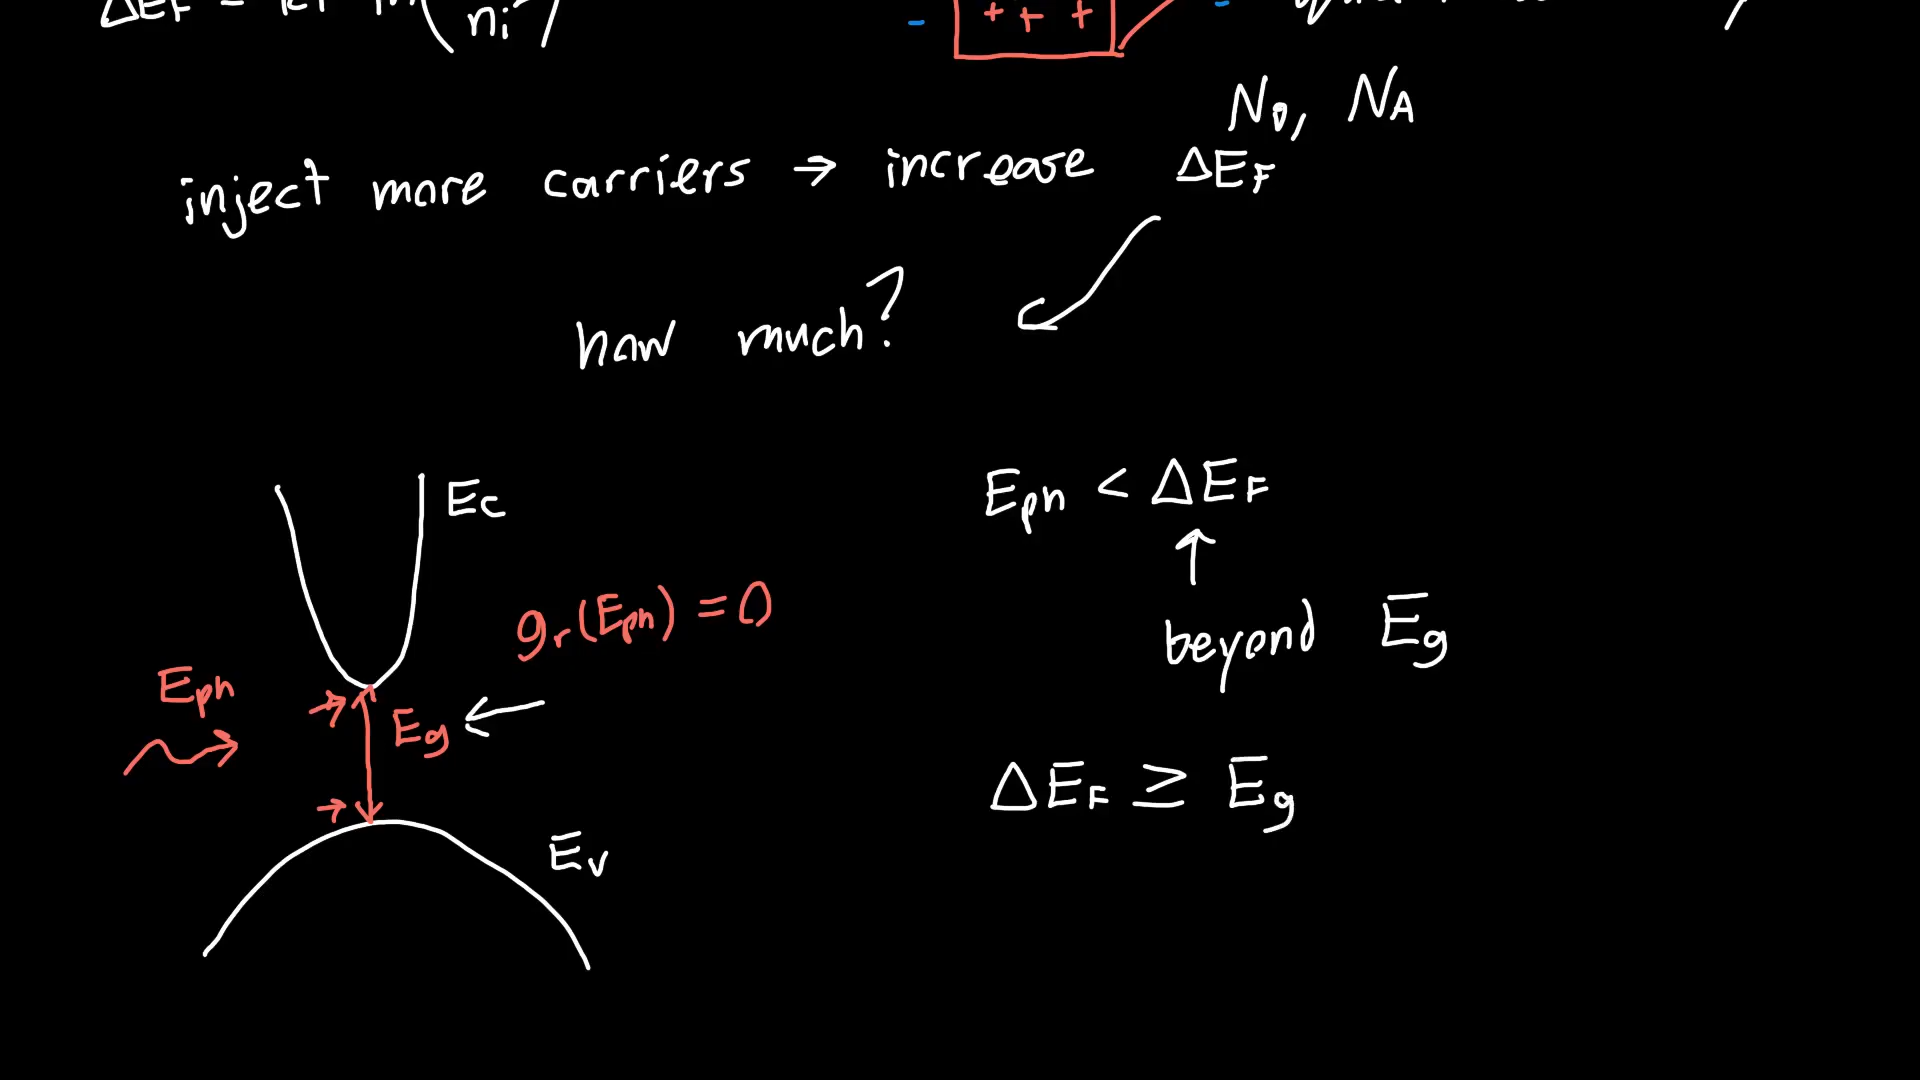 ni²
+ + +
N_D, N_A
inject more carriers → increase ΔE_F
how much?
E_c
E_ph < ΔE_F
↑
g_r(E_ph) = 0
beyond E_g
E_ph
E_g
ΔE_F ≥ E_g
E_v